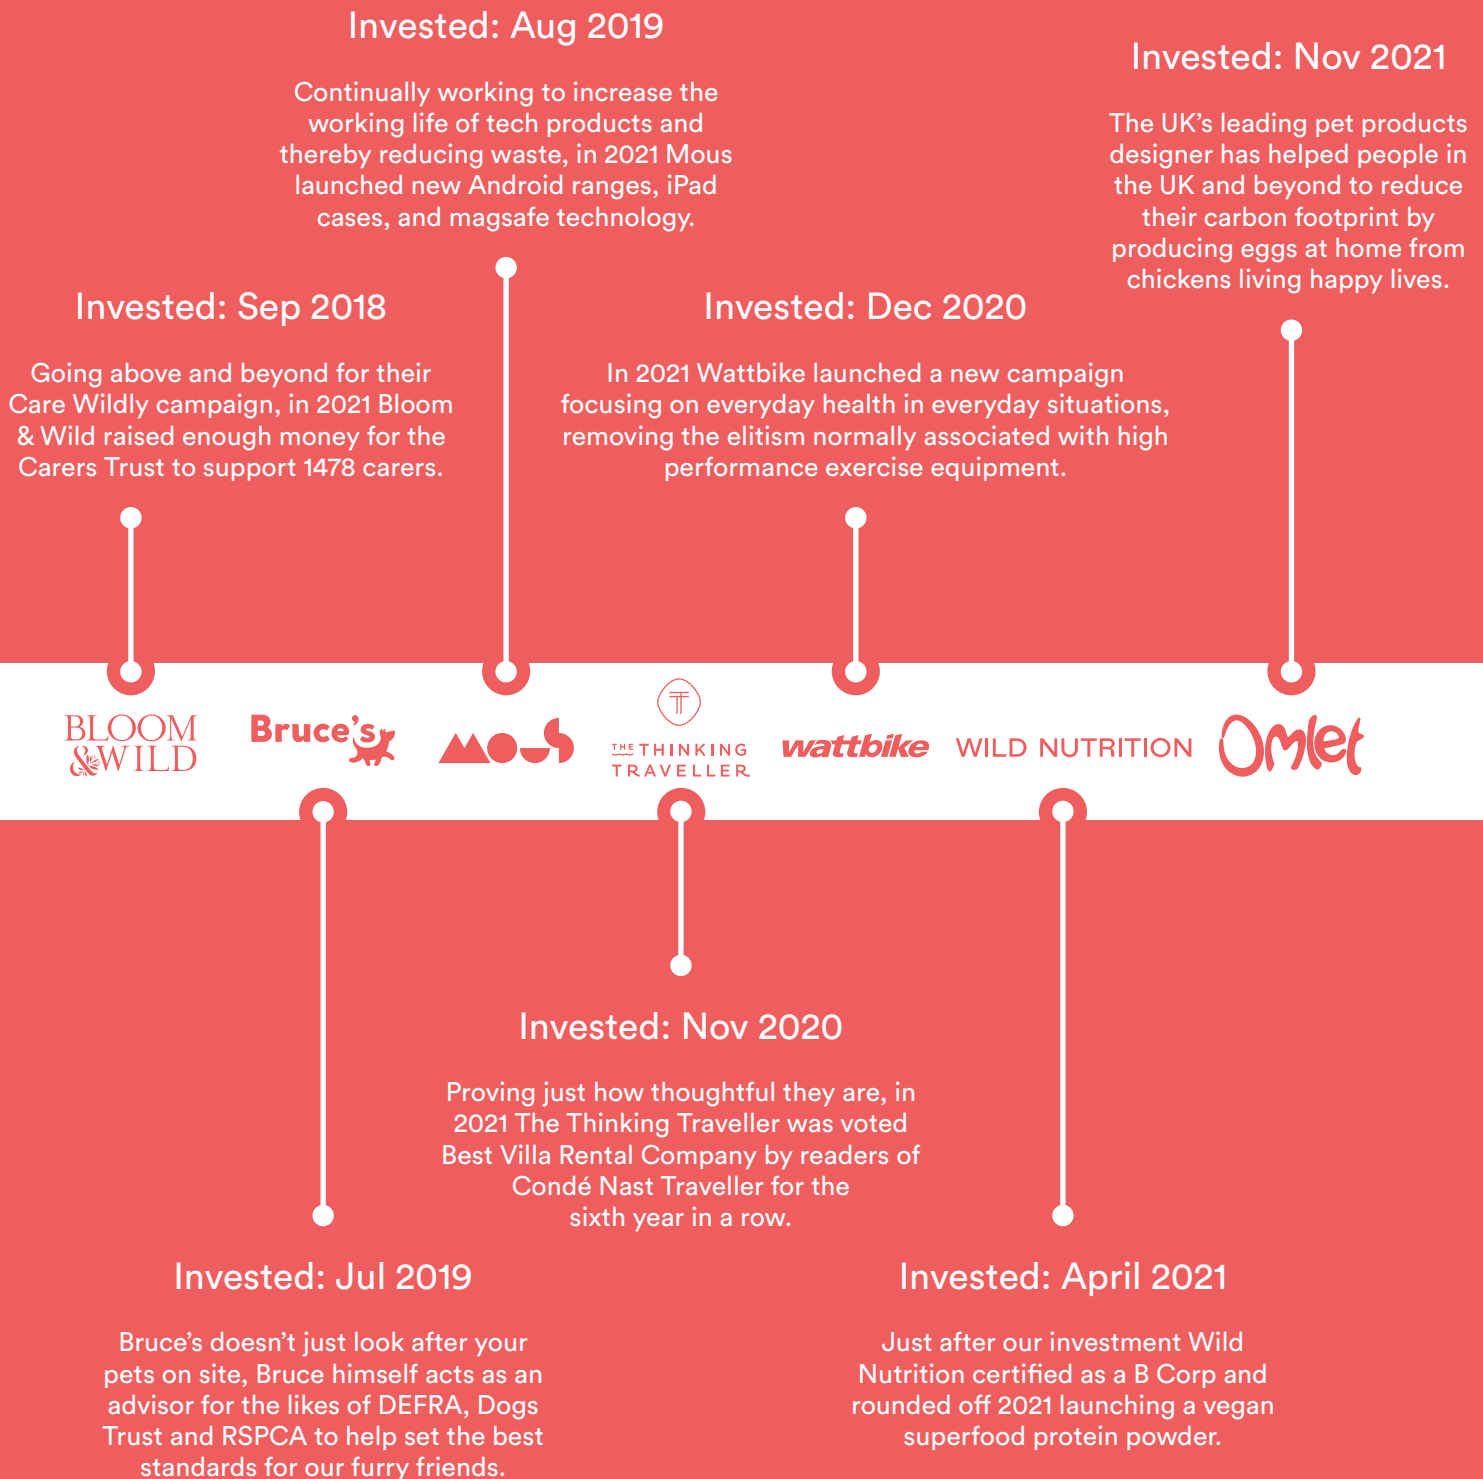 Invested: Aug 2019
Continually working to increase the
working life of tech products and
thereby reducing waste, in 2021 Mous
launched new Android ranges, iPad
cases, and magsafe technology.
Invested: Nov 2021
The UK’s leading pet products
designer has helped people in
the UK and beyond to reduce
their carbon footprint by
producing eggs at home from
chickens living happy lives.
Invested: Sep 2018
Going above and beyond for their
Care Wildly campaign, in 2021 Bloom
& Wild raised enough money for the
Carers Trust to support 1478 carers.
Invested: Dec 2020
In 2021 Wattbike launched a new campaign
focusing on everyday health in everyday situations,
removing the elitism normally associated with high
performance exercise equipment.
BLOOM
&WILD
Bruce’s
MOUS
THE THINKING
TRAVELLER
wattbike
WILD NUTRITION
Omlet
Invested: Nov 2020
Proving just how thoughtful they are, in
2021 The Thinking Traveller was voted
Best Villa Rental Company by readers of
Condé Nast Traveller for the
sixth year in a row.
Invested: Jul 2019
Bruce’s doesn’t just look after your
pets on site, Bruce himself acts as an
advisor for the likes of DEFRA, Dogs
Trust and RSPCA to help set the best
standards for our furry friends.
Invested: April 2021
Just after our investment Wild
Nutrition certified as a B Corp and
rounded off 2021 launching a vegan
superfood protein powder.